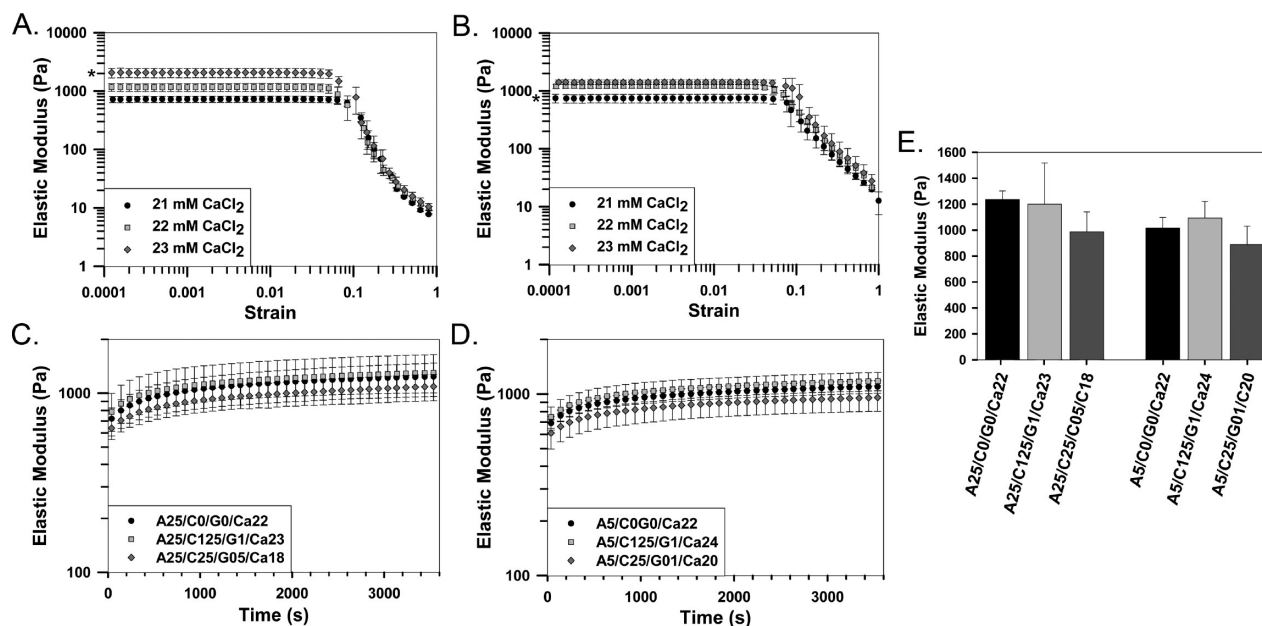 A.
Elastic Modulus (Pa)
10000
1000
100
10
1
*
21 mM CaCl2
22 mM CaCl2
23 mM CaCl2
0.0001
0.001
0.01
0.1
1
Strain
B.
Elastic Modulus (Pa)
10000
1000
100
10
1
*
21 mM CaCl2
22 mM CaCl2
23 mM CaCl2
0.0001
0.001
0.01
0.1
1
Strain
C.
Elastic Modulus (Pa)
1000
100
A25/C0/G0/Ca22
A25/C125/G1/Ca23
A25/C25/G05/Ca18
0
1000
2000
3000
Time (s)
D.
Elastic Modulus (Pa)
1000
100
A5/C0G0/Ca22
A5/C125/G1/Ca24
A5/C25/G01/Ca20
0
1000
2000
3000
Time (s)
E.
Elastic Modulus
(Pa)
1600
1400
1200
1000
800
600
400
200
0
A25/C0/G0/Ca22
A25/C125/G1/Ca23
A25/C25/C05/C18
A5/C0/G0/Ca22
A5/C125/G1/Ca24
A5/C25/G01/C20